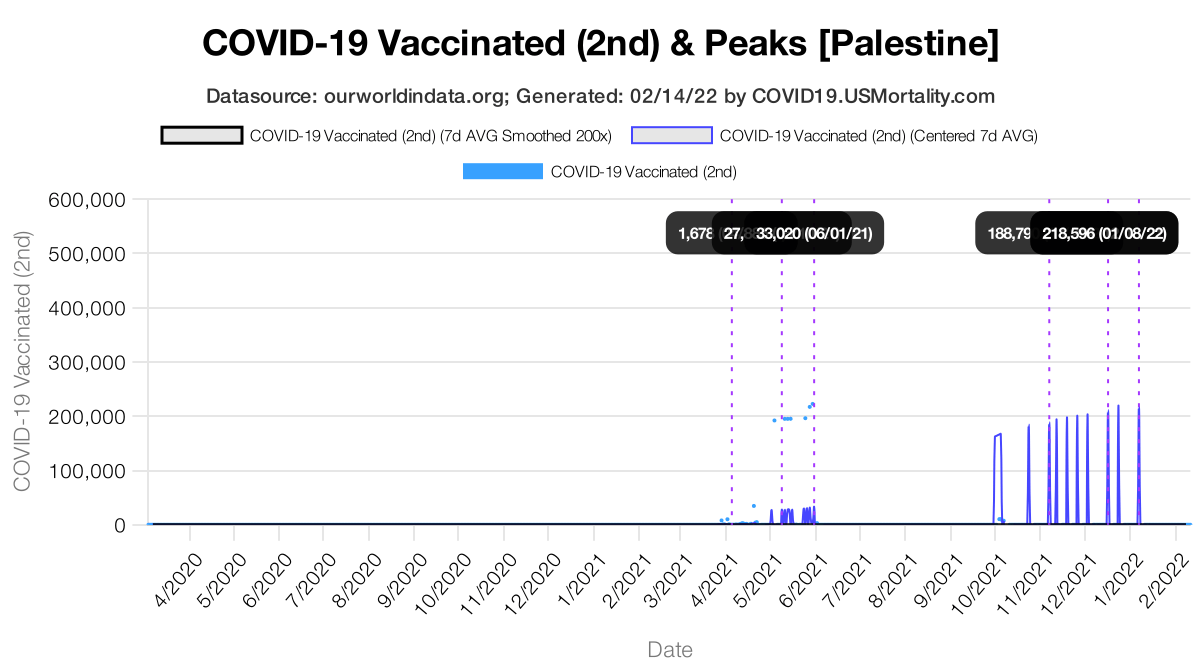 COVID-19 Vaccinated (2nd) & Peaks [Palestine]
Datasource: ourworldindata.org; Generated: 02/14/22 by COVID19.USMortality.com
COVID-19 Vaccinated (2nd) (7d AVG Smoothed 200x) COVID-19 Vaccinated (2nd) (Centered 7d AVG)
COVID-19 Vaccinated (2nd)
COVID-19 Vaccinated (2nd)
600,000
500,000
400,000
300,000
200,000
100,000
0
1,678 33,020 (06/01/21) 218,596 (01/08/22)
4/2020 5/2020 6/2020 7/2020 8/2020 9/2020 10/2020 11/2020 12/2020 1/2021 2/2021 3/2021 4/2021 5/2021 6/2021 7/2021 8/2021 9/2021 10/2021 11/2021 12/2021 1/2022 2/2022
Date